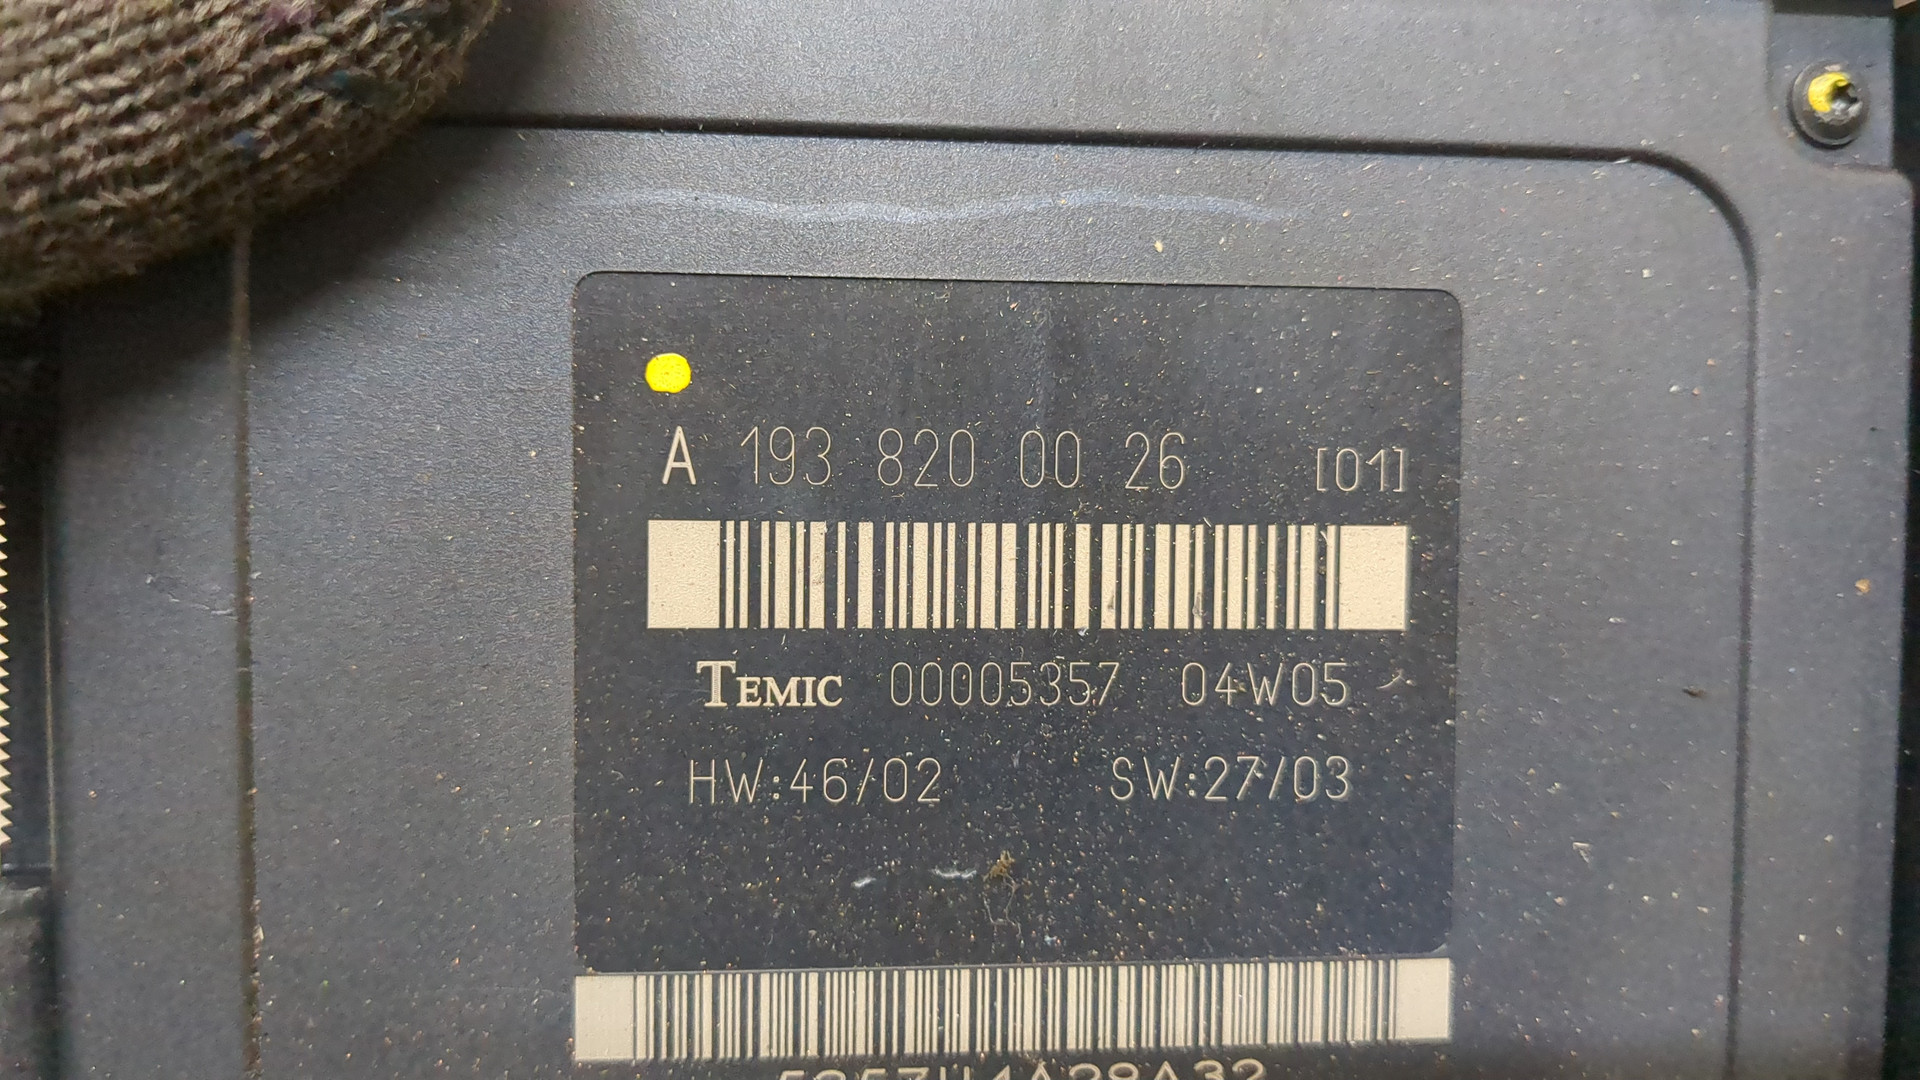 A 193 820 00 26 [01]
TEMIC 00005357 04W05
HW:46/02 SW:27/03